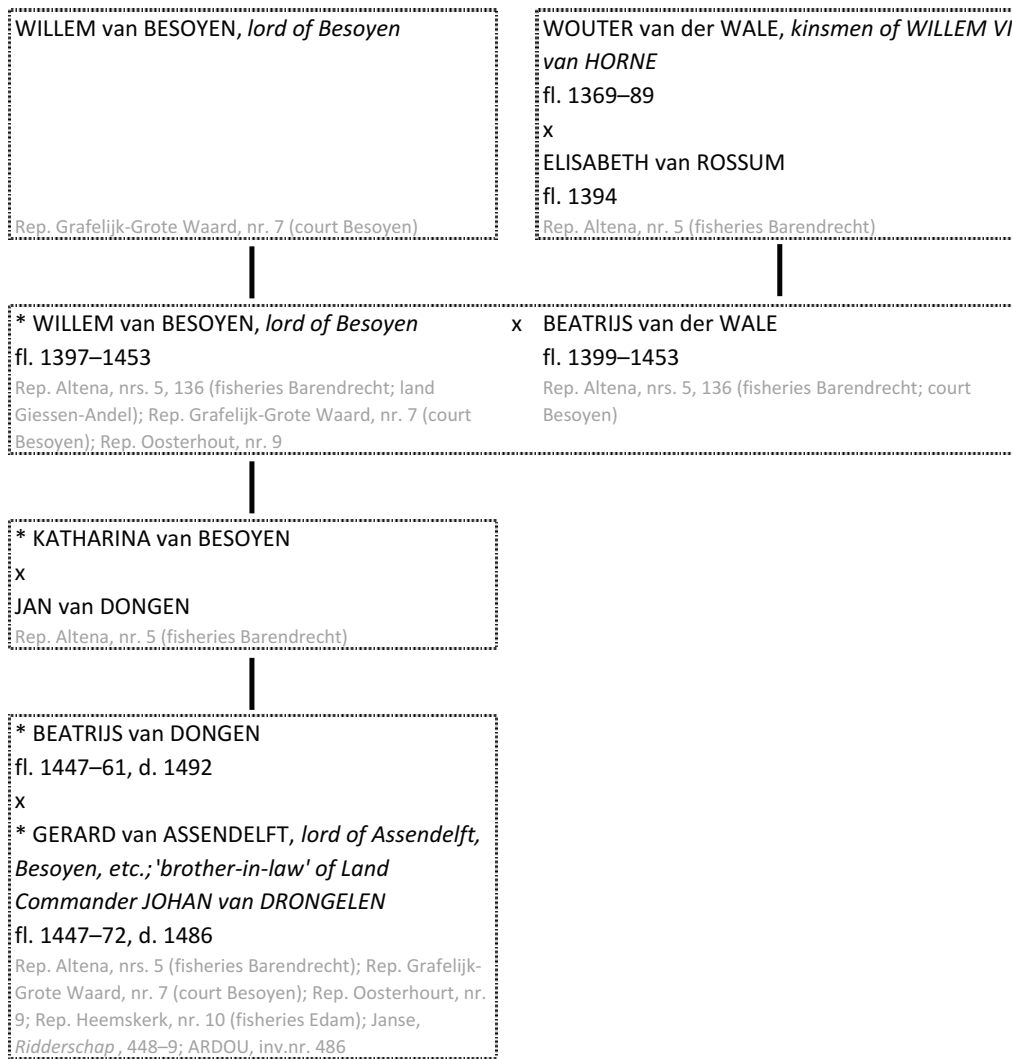 WILLEM van BESOYEN, lord of Besoyen
Rep. Grafelijk-Grote Waard, nr. 7 (court Besoyen)
WOUTER van der WALE, kinsmen of WILLEM VI
van HORNE
fl. 1369–89
x
ELISABETH van ROSSUM
fl. 1394
Rep. Altena, nr. 5 (fisheries Barendrecht)
* WILLEM van BESOYEN, lord of Besoyen
fl. 1397–1453
Rep. Altena, nrs. 5, 136 (fisheries Barendrecht; land
Giessen-Andel); Rep. Grafelijk-Grote Waard, nr. 7 (court
Besoyen); Rep. Oosterhout, nr. 9
x
BEATRIJS van der WALE
fl. 1399–1453
Rep. Altena, nrs. 5, 136 (fisheries Barendrecht; court
Besoyen)
* KATHARINA van BESOYEN
x
JAN van DONGEN
Rep. Altena, nr. 5 (fisheries Barendrecht)
* BEATRIJS van DONGEN
fl. 1447–61, d. 1492
x
* GERARD van ASSENDELFT, lord of Assendelft,
Besoyen, etc.; 'brother-in-law' of Land
Commander JOHAN van DRONGELEN
fl. 1447–72, d. 1486
Rep. Altena, nrs. 5 (fisheries Barendrecht); Rep. Grafelijk-
Grote Waard, nr. 7 (court Besoyen); Rep. Oosterhourt, nr.
9; Rep. Heemskerk, nr. 10 (fisheries Edam); Janse,
Ridderschap, 448–9; ARDOU, inv.nr. 486